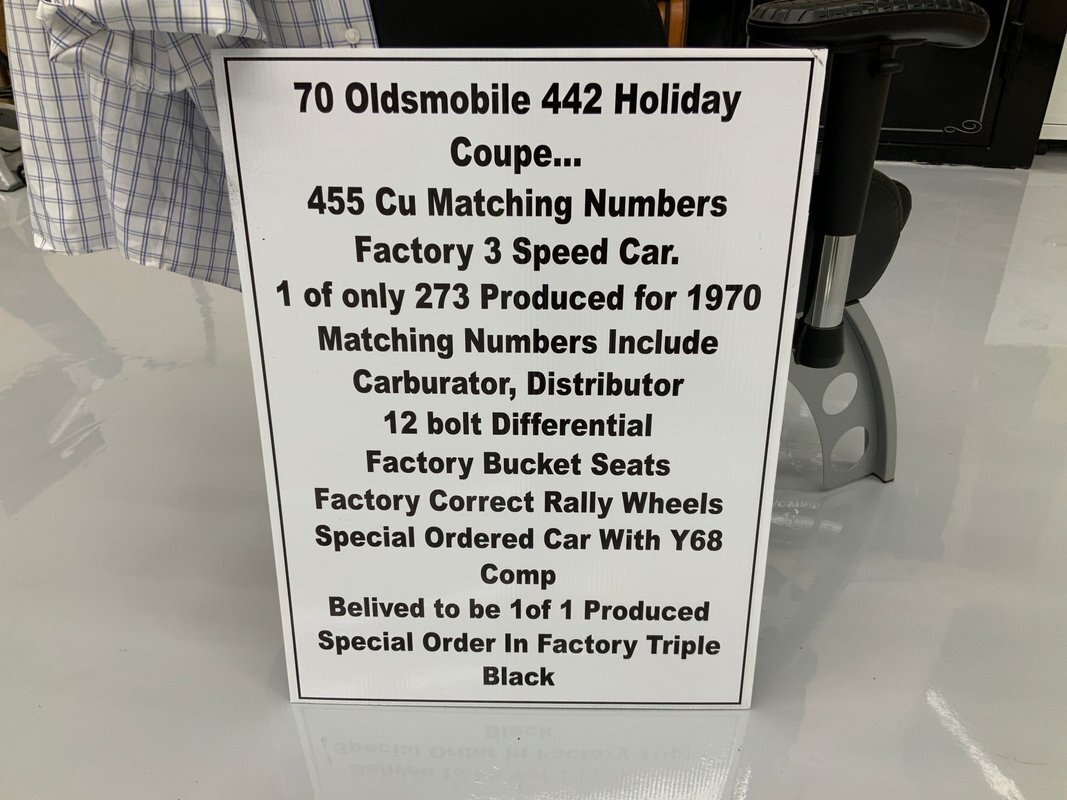 70 Oldsmobile 442 Holiday
Coupe...
455 Cu Matching Numbers
Factory 3 Speed Car.
1 of only 273 Produced for 1970
Matching Numbers Include
Carburator, Distributor
12 bolt Differential
Factory Bucket Seats
Factory Correct Rally Wheels
Special Ordered Car With Y68
Comp
Belived to be 1of 1 Produced
Special Order In Factory Triple
Black